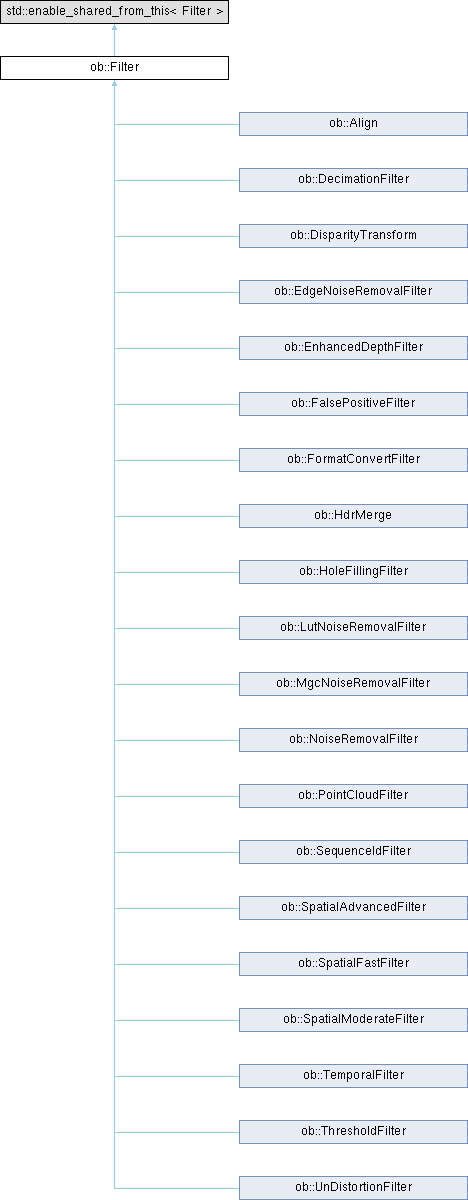 std::enable_shared_from_this< Filter >
ob::Filter
ob::Align
ob::DecimationFilter
ob::DisparityTransform
ob::EdgeNoiseRemovalFilter
ob::EnhancedDepthFilter
ob::FalsePositiveFilter
ob::FormatConvertFilter
ob::HdrMerge
ob::HoleFillingFilter
ob::LutNoiseRemovalFilter
ob::MgcNoiseRemovalFilter
ob::NoiseRemovalFilter
ob::PointCloudFilter
ob::SequenceIdFilter
ob::SpatialAdvancedFilter
ob::SpatialFastFilter
ob::SpatialModerateFilter
ob::TemporalFilter
ob::ThresholdFilter
ob::UnDistortionFilter